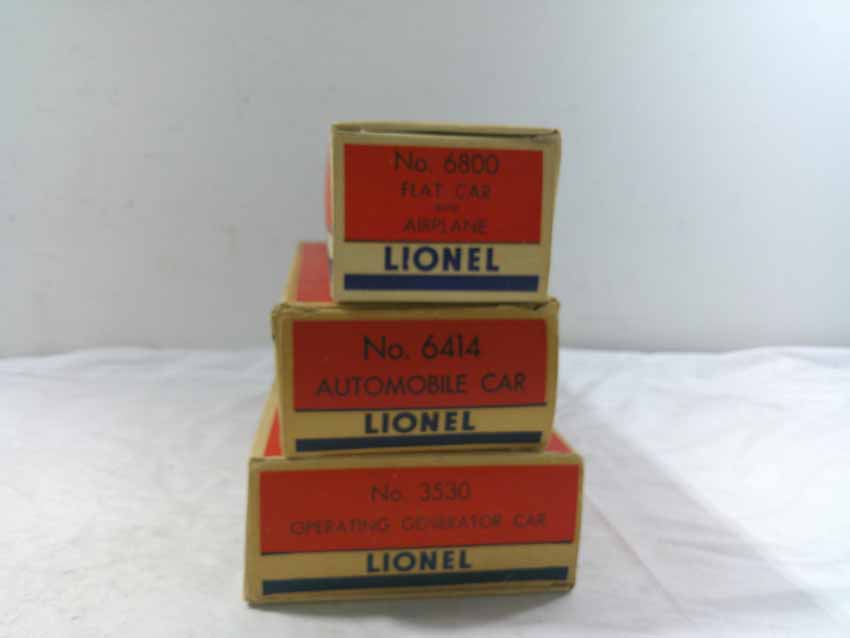 No. 6800
FLAT CAR
WITH
AIRPLANE
LIONEL
No. 6414
AUTOMOBILE CAR
LIONEL
No. 3530
OPERATING GENERATOR CAR
LIONEL